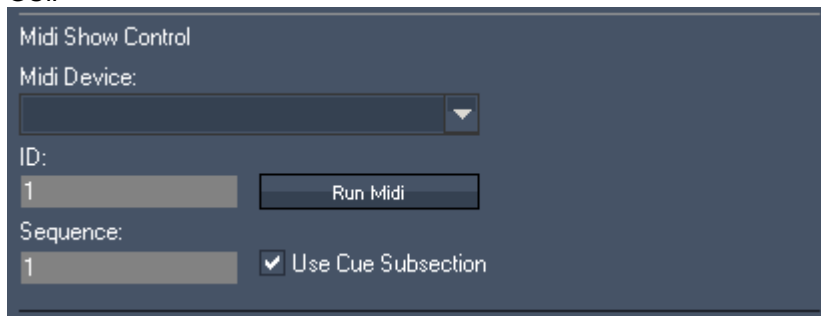 Midi Show Control
Midi Device:
ID:
1
Run Midi
Sequence:
1
Use Cue Subsection